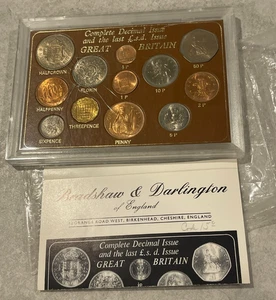 Complete Decimal Issue
and the last £.s.d. Issue
GREAT BRITAIN
HALFCROWN
FLORIN
1 P
10 P
50 P
HALFPENNY
THREEPENCE
½ P
2 P
SIXPENCE
PENNY
5 P
Bradshaw & Darlington
of England
ROAD WEST, BIRKENHEAD, CHESHIRE, ENGLAND
Complete Decimal Issue
and the last £.s.d. Issue
GREAT BRITAIN